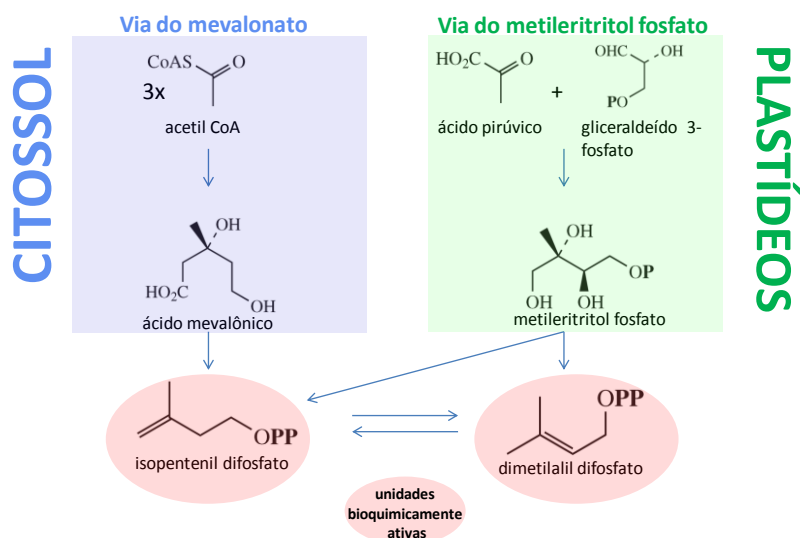 Via do mevalonato
Via do metileritritol fosfato
CITOSSOL
PLASTÍDEOS
CoAS
O
3x
acetil CoA
HO₂C
O
ácido pirúvico
+
OHC
OH
PO
gliceraldeído 3-
fosfato
OH
HO₂C
OH
ácido mevalônico
OH
OP
OH
OH
metileritritol fosfato
OPP
isopentenil difosfato
OPP
dimetilalil difosfato
unidades
bioquimicamente
ativas